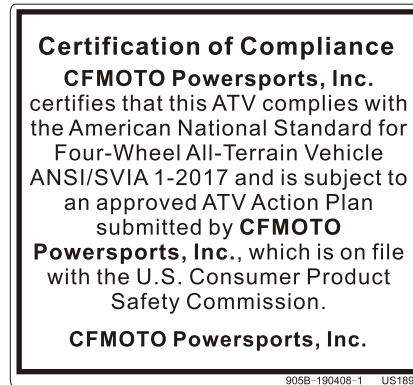 Certification of Compliance
CFMOTO Powersports, Inc.
certifies that this ATV complies with
the American National Standard for
Four-Wheel All-Terrain Vehicle
ANSI/SVIA 1-2017 and is subject to
an approved ATV Action Plan
submitted by CFMOTO
Powersports, Inc., which is on file
with the U.S. Consumer Product
Safety Commission.
CFMOTO Powersports, Inc.
905B-190408-1 US189